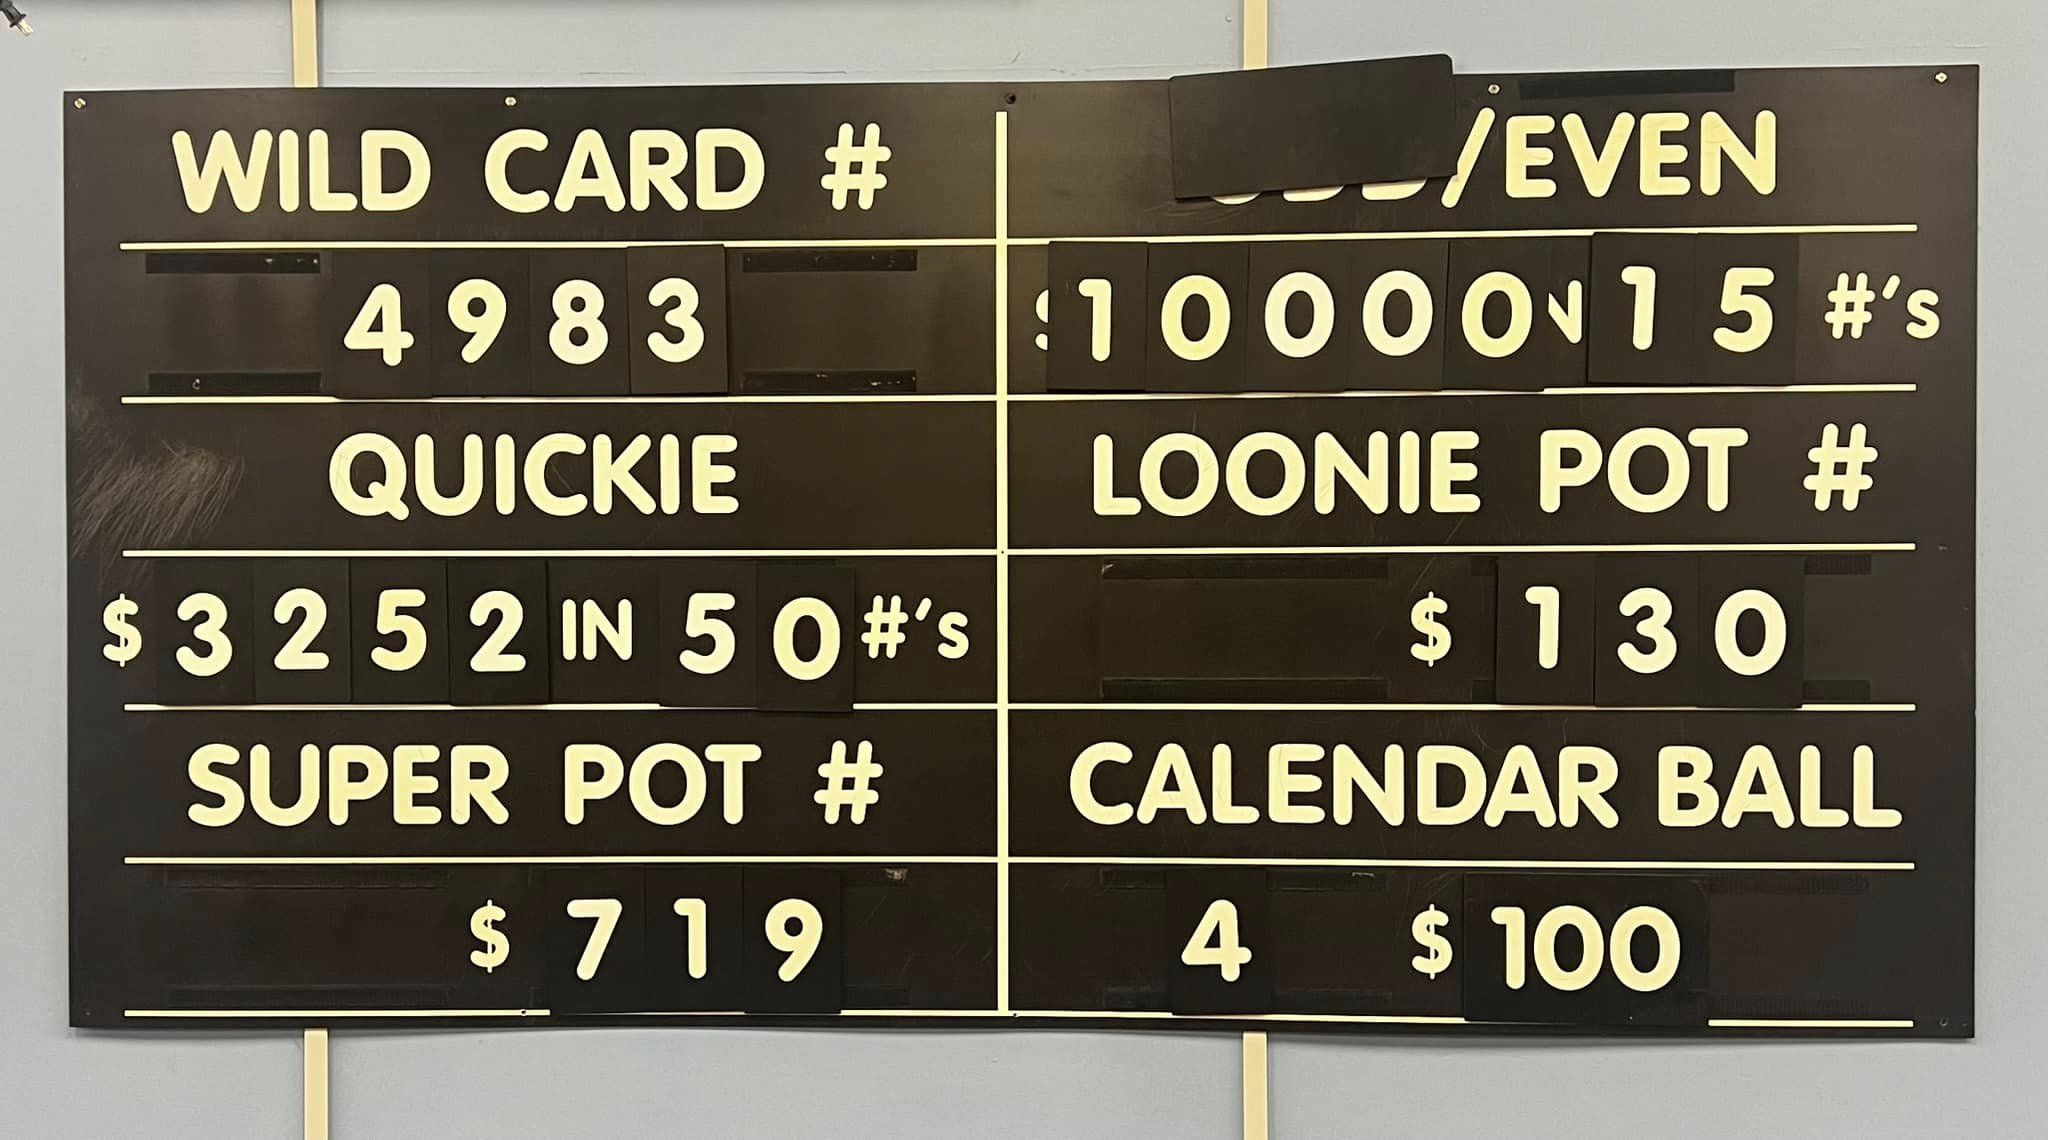 WILD CARD #
4983
QUICKIE
$3252 IN 50 #'s
SUPER POT #
$719
/EVEN
$10000 15 #'s
LOONIE POT #
$130
CALENDAR BALL
4 $100